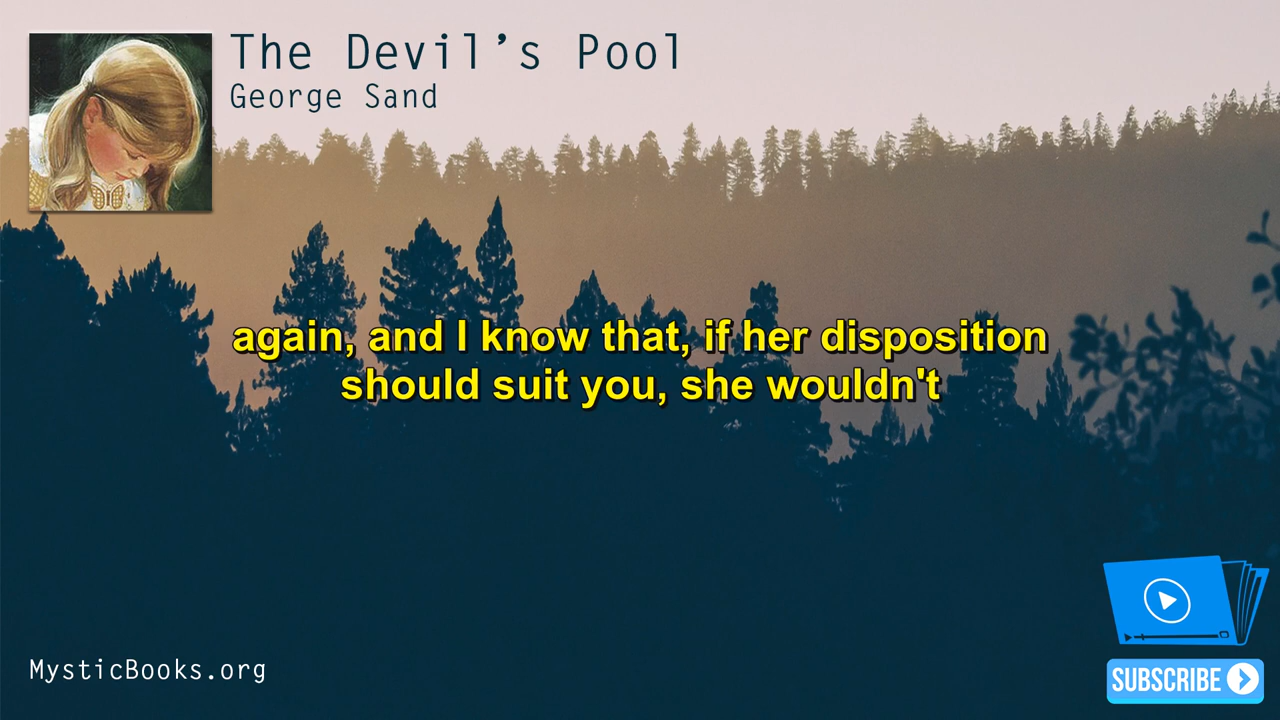 The Devil's Pool
George Sand
again, and I know that, if her disposition
should suit you, she wouldn't
MysticBooks.org
SUBSCRIBE